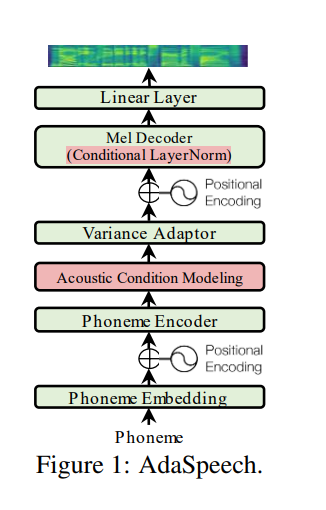 Linear Layer
Mel Decoder
(Conditional LayerNorm)
Positional
Encoding
Variance Adaptor
Acoustic Condition Modeling
Phoneme Encoder
Positional
Encoding
Phoneme Embedding
Phoneme
Figure 1: AdaSpeech.